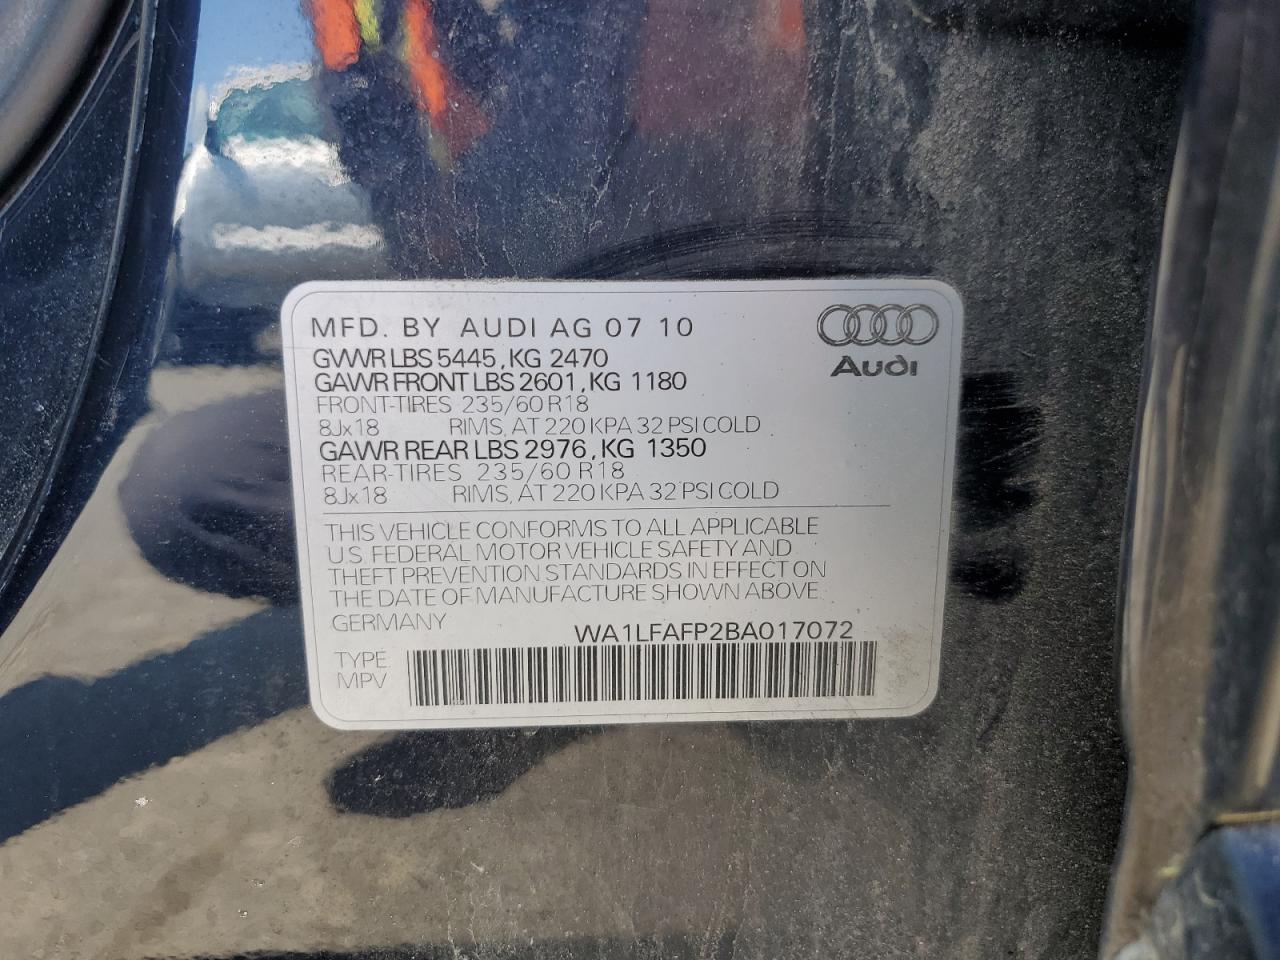 MFD. BY AUDI AG 07 10
GVWR LBS 5445, KG 2470
GAWR FRONT LBS 2601, KG 1180
FRONT-TIRES 235/60 R18
8Jx18 RIMS, AT 220 KPA 32 PSI COLD
GAWR REAR LBS 2976, KG 1350
REAR-TIRES 235/60 R18
8Jx18 RIMS, AT 220 KPA 32 PSI COLD
Audi
THIS VEHICLE CONFORMS TO ALL APPLICABLE
U.S. FEDERAL MOTOR VEHICLE SAFETY AND
THEFT PREVENTION STANDARDS IN EFFECT ON
THE DATE OF MANUFACTURE SHOWN ABOVE
GERMANY
WA1LFAFP2BA017072
TYPE
MPV